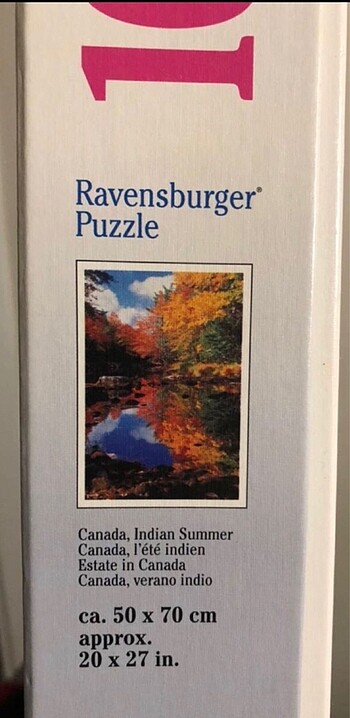 10
Ravensburger®
Puzzle
Canada, Indian Summer
Canada, l'été indien
Estate in Canada
Canada, verano indio
ca. 50 x 70 cm
approx.
20 x 27 in.